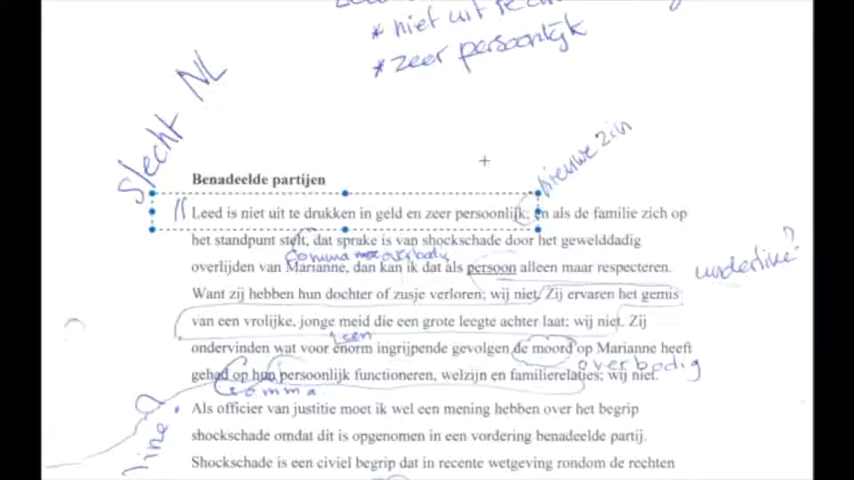 * niet uit te
* zeer persoonlijk
slecht NL
nieuwe zin
Benadeelde partijen
Leed is niet uit te drukken in geld en zeer persoonlijk; en als de familie zich op
het standpunt stelt, dat sprake is van shockschade door het gewelddadig
comma overbodig
overlijden van Marianne, dan kan ik dat als persoon alleen maar respecteren.
underline?
Want zij hebben hun dochter of zusje verloren; wij niet. Zij ervaren het gemis
van een vrolijke, jonge meid die een grote leegte achter laat; wij niet. Zij
een
ondervinden wat voor enorm ingrijpende gevolgen de moord op Marianne heeft
overbodig
gehad op hun persoonlijk functioneren, welzijn en familierelaties; wij niet.
comma
Als officier van justitie moet ik wel een mening hebben over het begrip
line
shockschade omdat dit is opgenomen in een vordering benadeelde partij.
Shockschade is een civiel begrip dat in recente wetgeving rondom de rechten